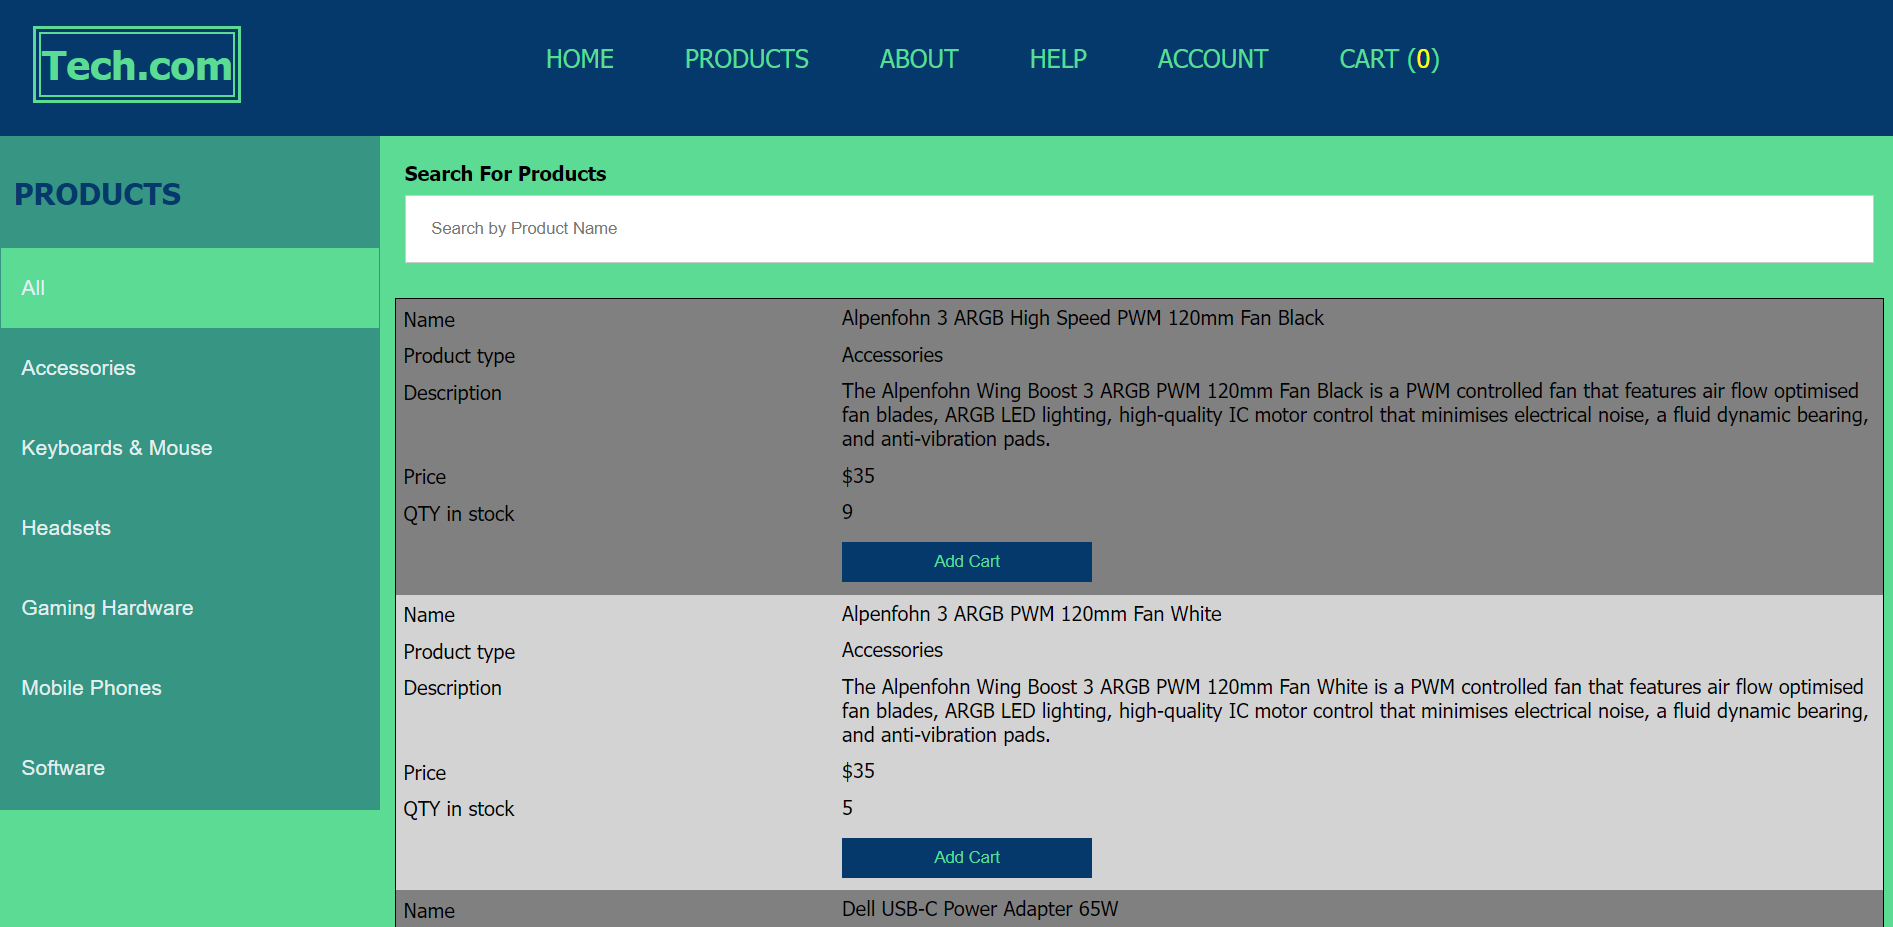 Tech.com
HOME PRODUCTS ABOUT HELP ACCOUNT CART (0)
PRODUCTS
All
Accessories
Keyboards & Mouse
Headsets
Gaming Hardware
Mobile Phones
Software
Search For Products
Search by Product Name
Name Alpenfohn 3 ARGB High Speed PWM 120mm Fan Black
Product type Accessories
Description The Alpenfohn Wing Boost 3 ARGB PWM 120mm Fan Black is a PWM controlled fan that features air flow optimised
fan blades, ARGB LED lighting, high-quality IC motor control that minimises electrical noise, a fluid dynamic bearing,
and anti-vibration pads.
Price $35
QTY in stock 9
Add Cart
Name Alpenfohn 3 ARGB PWM 120mm Fan White
Product type Accessories
Description The Alpenfohn Wing Boost 3 ARGB PWM 120mm Fan White is a PWM controlled fan that features air flow optimised
fan blades, ARGB LED lighting, high-quality IC motor control that minimises electrical noise, a fluid dynamic bearing,
and anti-vibration pads.
Price $35
QTY in stock 5
Add Cart
Name Dell USB-C Power Adapter 65W